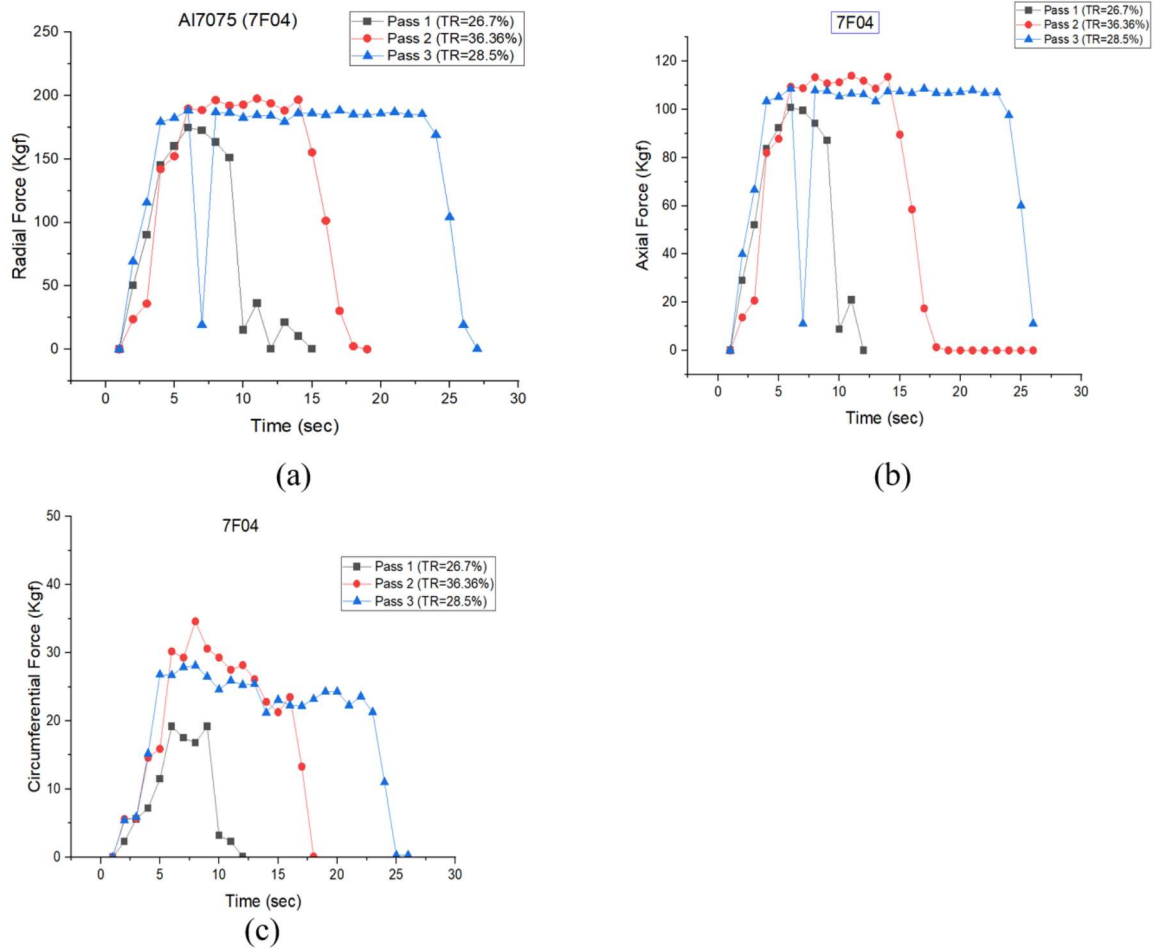 Al7075 (7F04)
Pass 1 (TR=26.7%)
Pass 2 (TR=36.36%)
Pass 3 (TR=28.5%)
250
200
150
100
50
0
Radial Force (Kgf)
0 5 10 15 20 25 30
Time (sec)
(a)
7F04
Pass 1 (TR=26.7%)
Pass 2 (TR=36.36%)
Pass 3 (TR=28.5%)
120
100
80
60
40
20
0
Axial Force (Kgf)
0 5 10 15 20 25 30
Time (sec)
(b)
7F04
Pass 1 (TR=26.7%)
Pass 2 (TR=36.36%)
Pass 3 (TR=28.5%)
50
40
30
20
10
0
Circumferential Force (Kgf)
0 5 10 15 20 25 30
Time (sec)
(c)